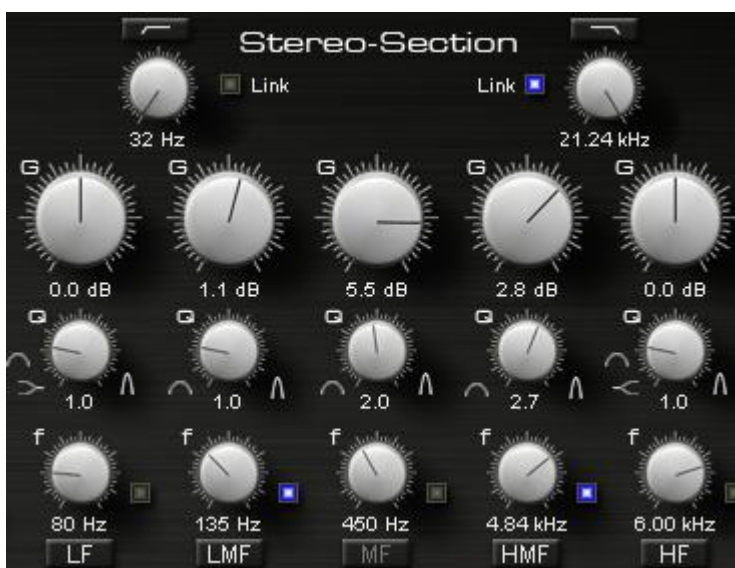 Stereo-Section
Link Link
32 Hz 21.24 kHz
G G G G G
0.0 dB 1.1 dB 5.5 dB 2.8 dB 0.0 dB
Q Q Q Q Q
1.0 1.0 2.0 2.7 1.0
f f f f f
80 Hz 135 Hz 450 Hz 4.84 kHz 6.00 kHz
LF LMF MF HMF HF